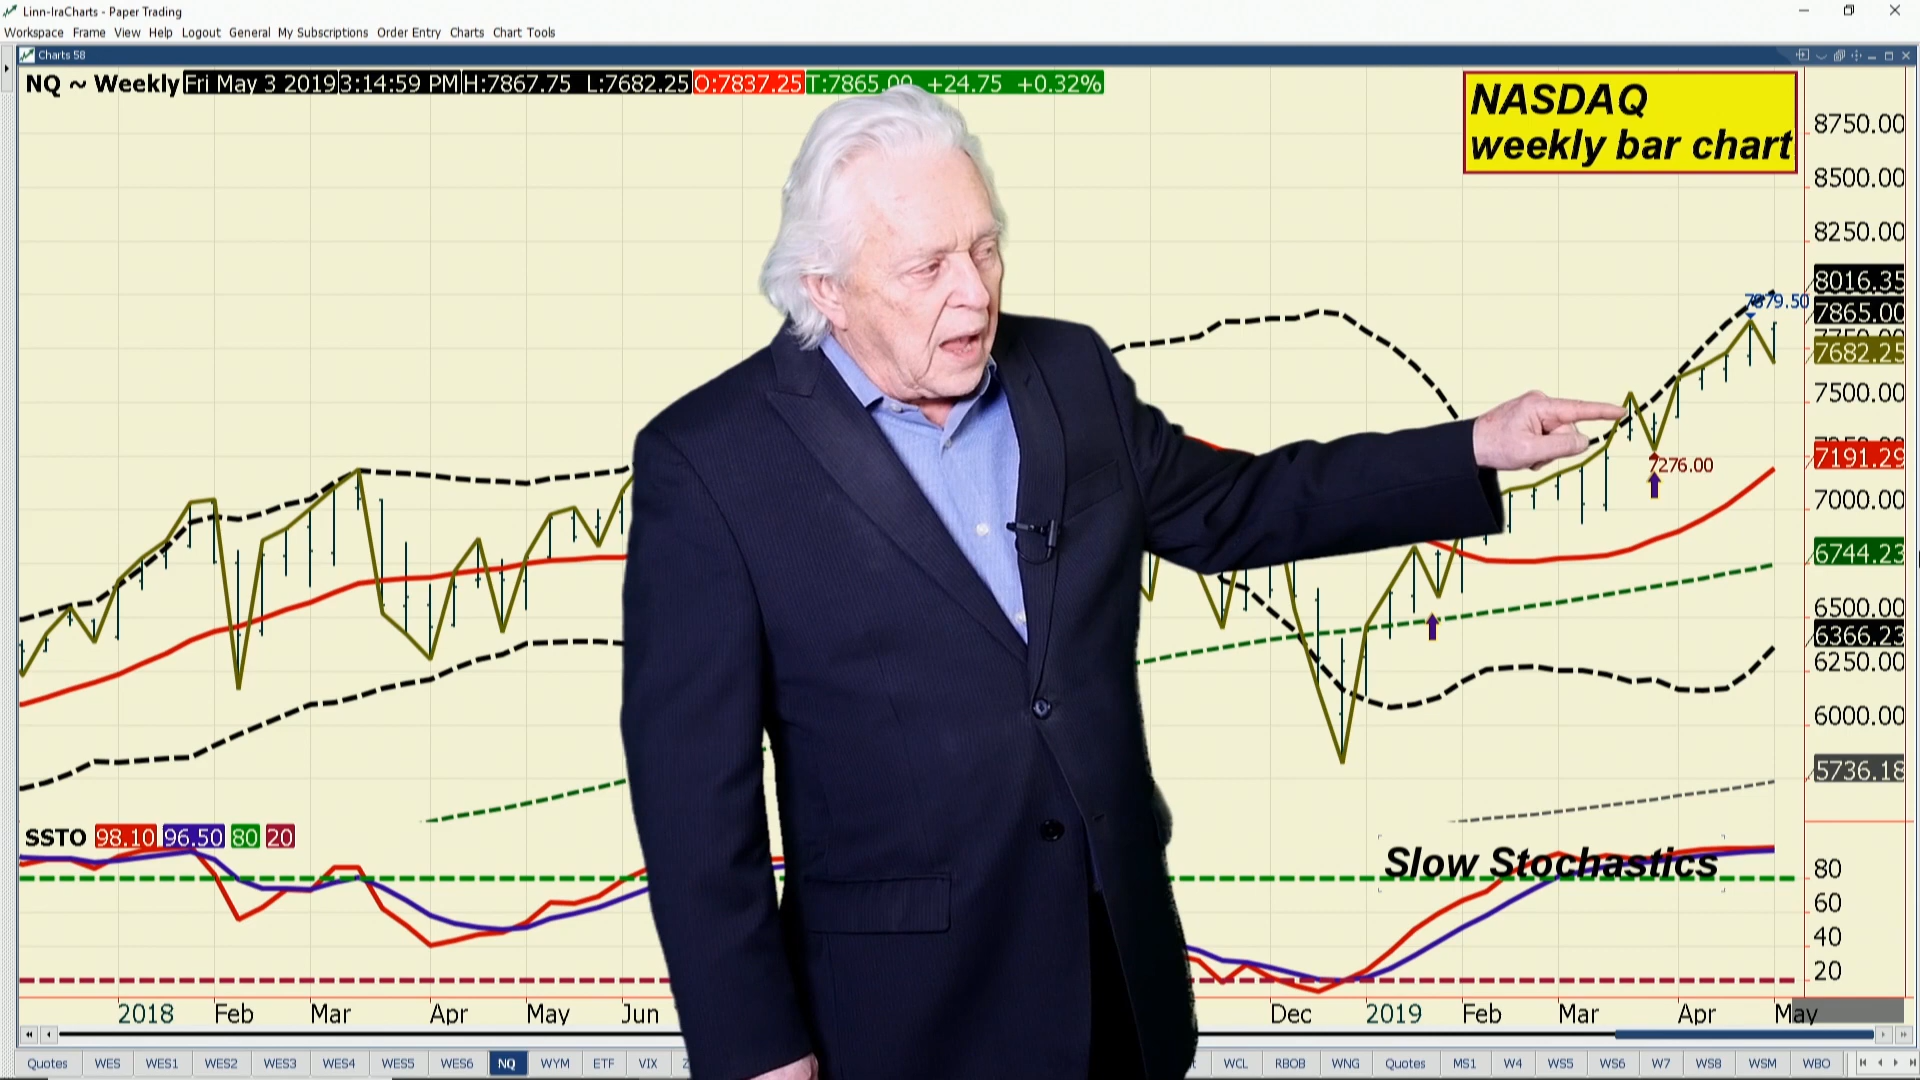 Linn-IraCharts - Paper Trading
Workspace Frame View Help Logout General My Subscriptions Order Entry Charts Chart Tools
Charts 58
NQ ~ Weekly Fri May 3 2019 3:14:59 PM H:7867.75 L:7682.25 O:7837.25 T:7865.00 +24.75 +0.32%
NASDAQ
weekly bar chart
8750.00
8500.00
8250.00
8016.35
7879.50
7865.00
7682.25
7500.00
7191.29
7276.00
7000.00
6744.23
6500.00
6366.23
6250.00
6000.00
5736.18
SSTO 98.10 96.50 80 20
Slow Stochastics
80
60
40
20
2018 Feb Mar Apr May Jun Dec 2019 Feb Mar Apr May
Quotes WES WES1 WES2 WES3 WES4 WES5 WES6 NQ WYM ETF VIX WCL RBOB WNG Quotes MS1 W4 WS5 WS6 W7 WS8 WSM WBO